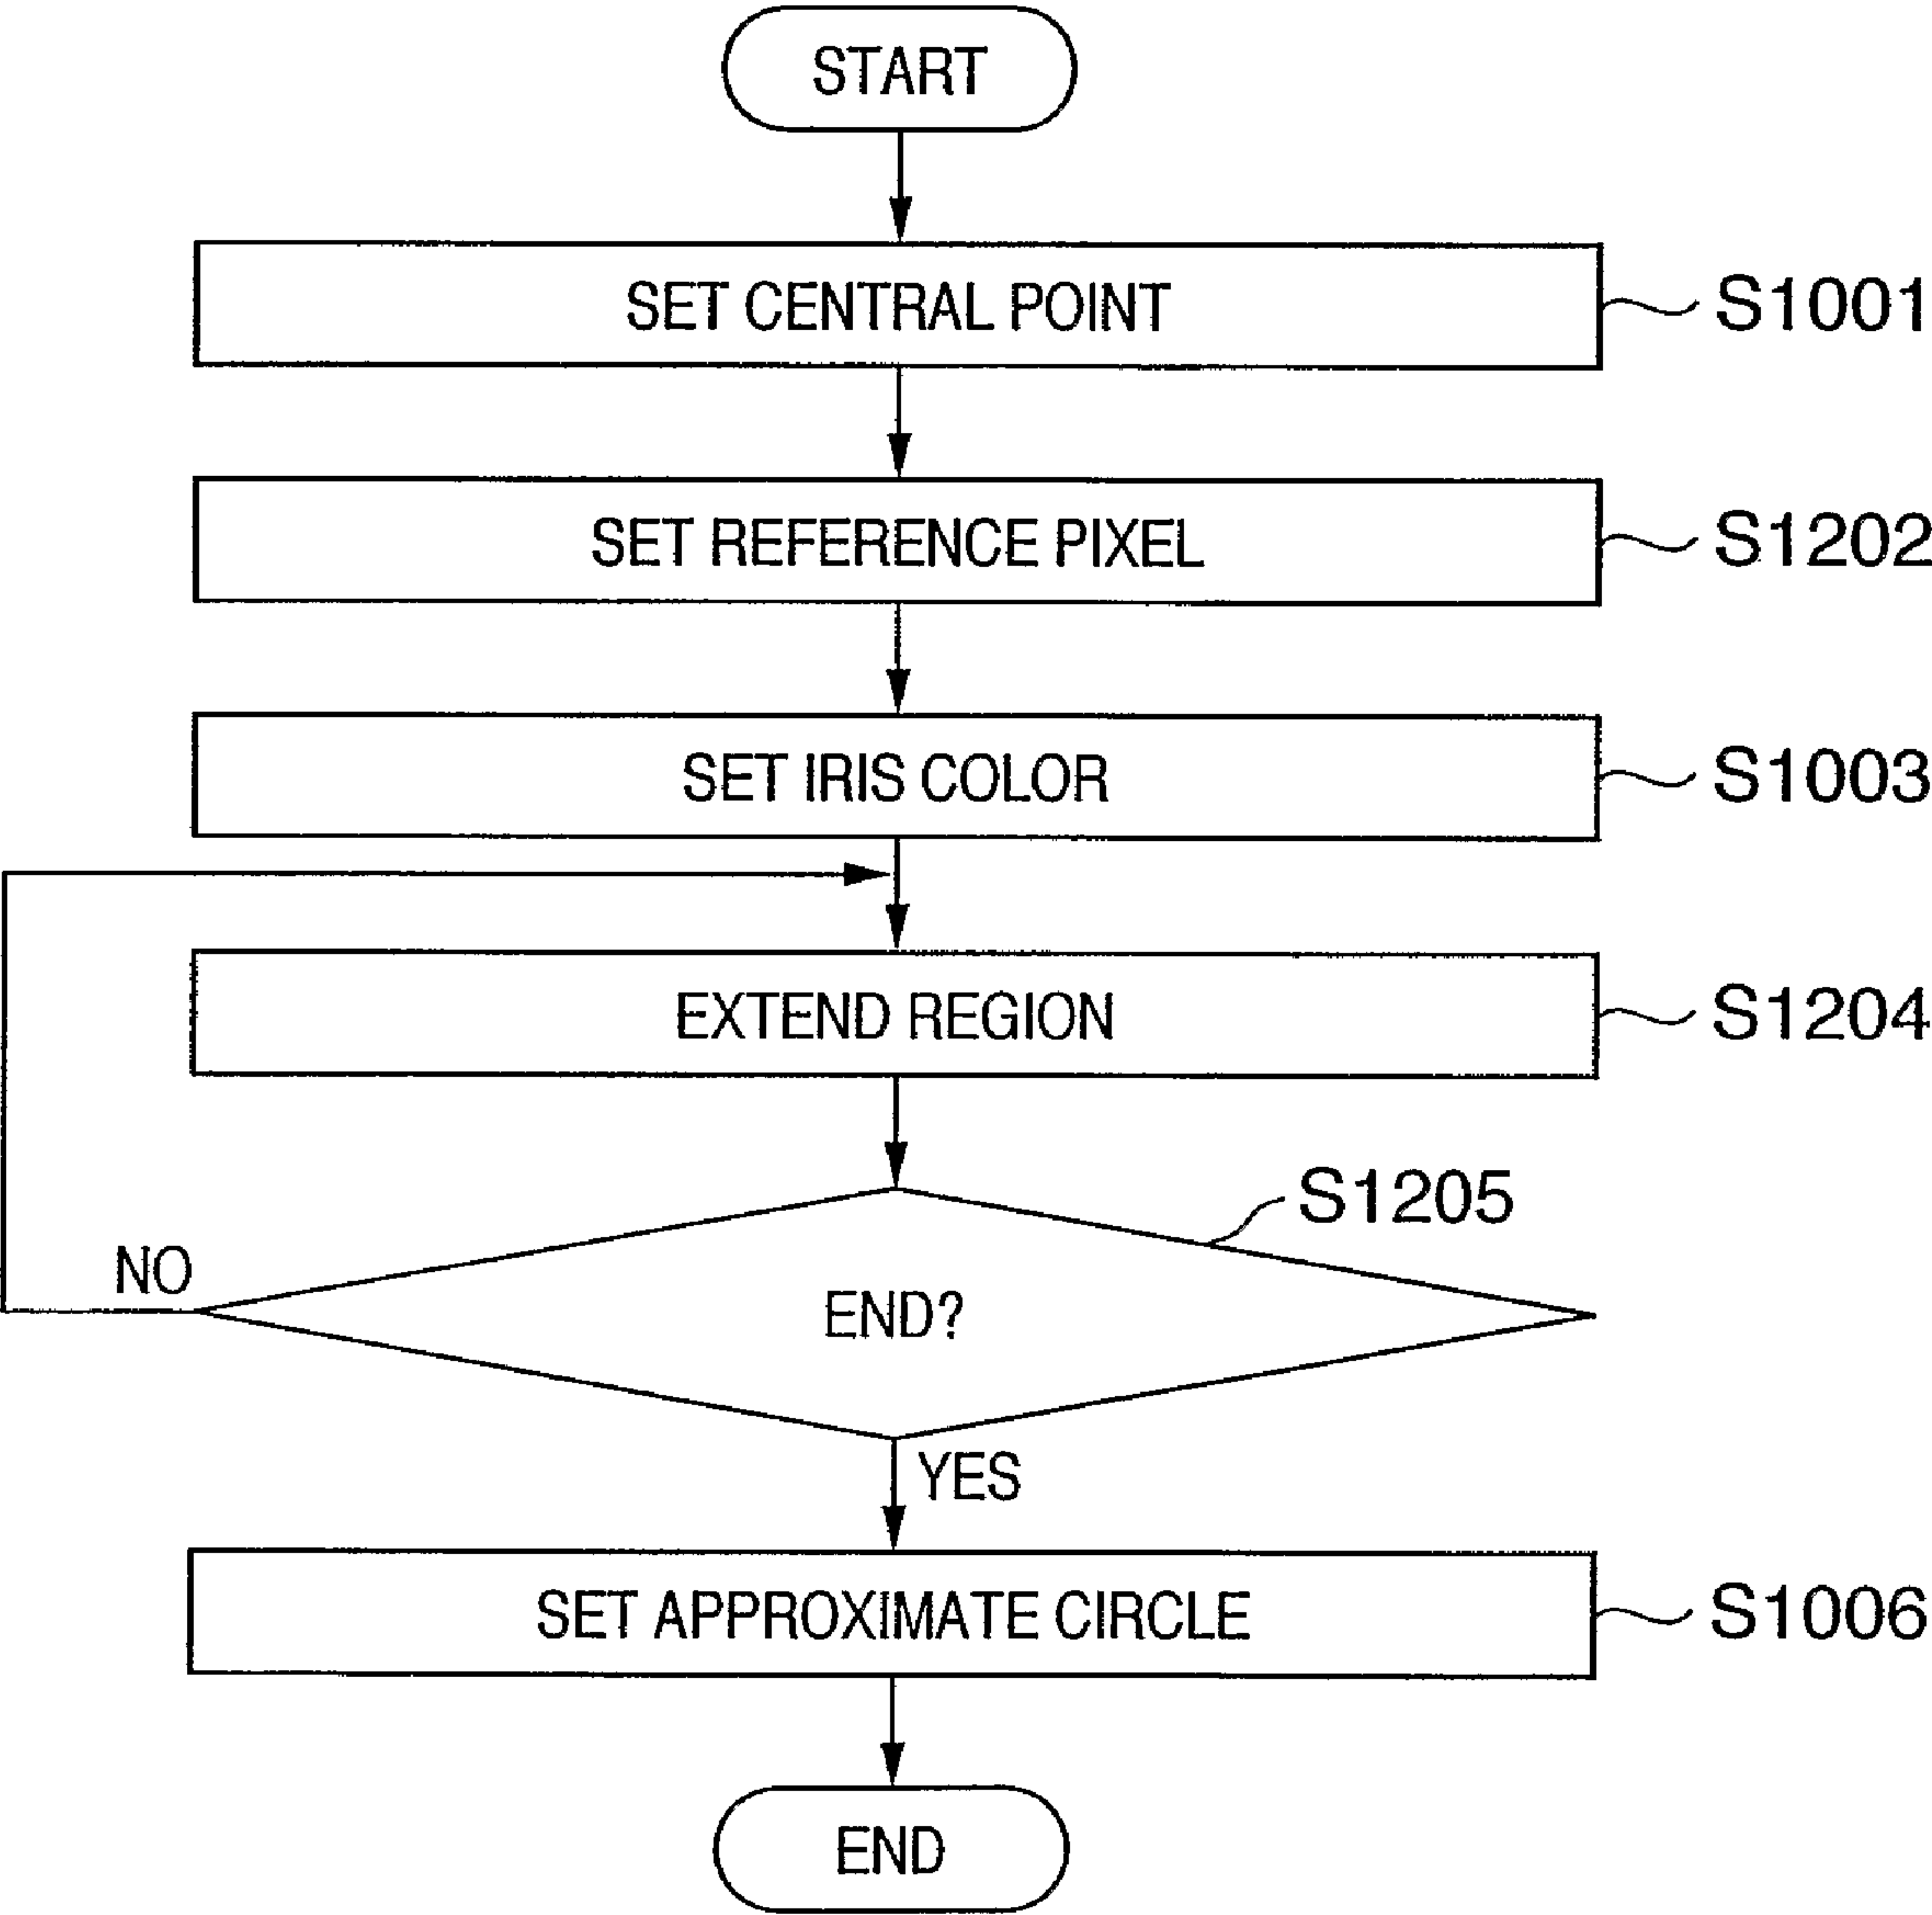 START
SET CENTRAL POINT
S1001
SET REFERENCE PIXEL
S1202
SET IRIS COLOR
S1003
EXTEND REGION
S1204
S1205
NO
END?
YES
SET APPROXIMATE CIRCLE
S1006
END